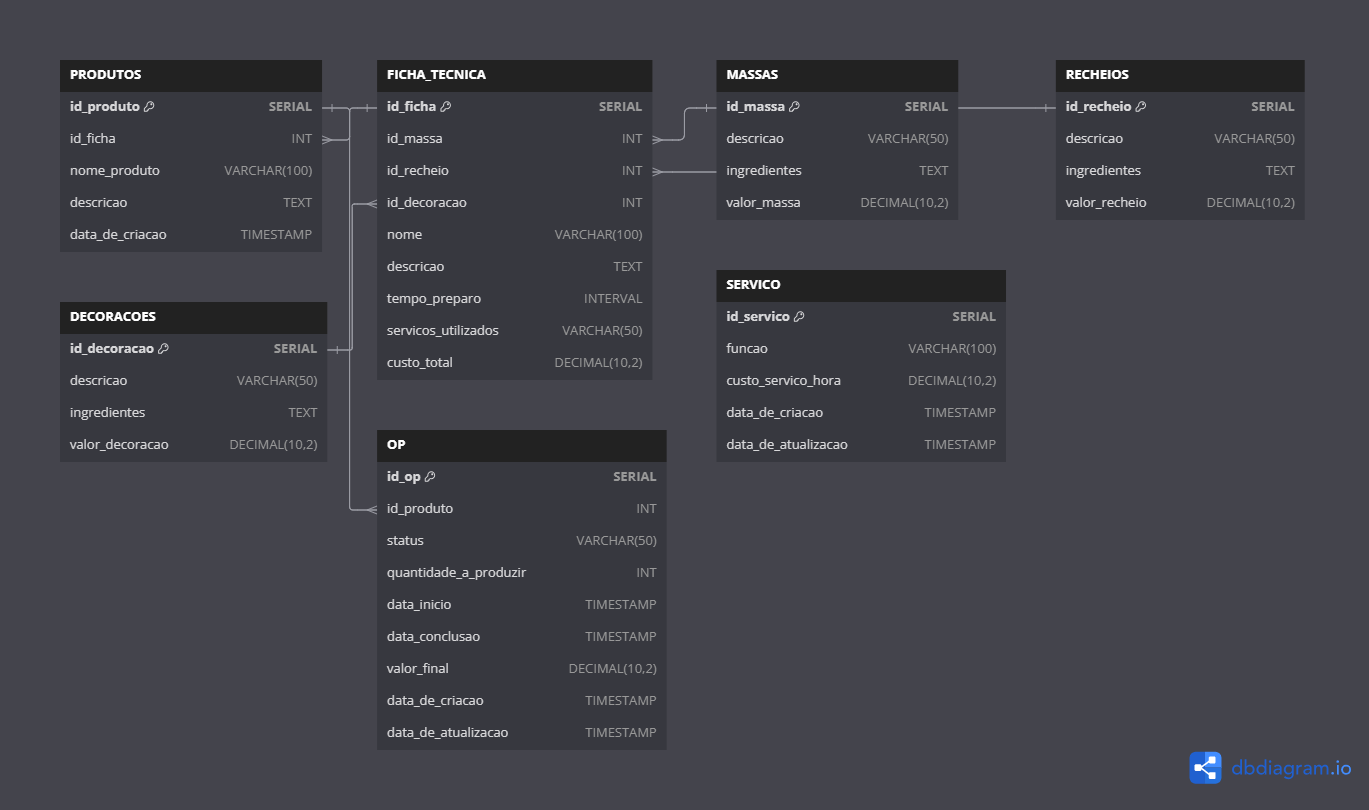 PRODUTOS
id_produto SERIAL
id_ficha INT
nome_produto VARCHAR(100)
descricao TEXT
data_de_criacao TIMESTAMP
FICHA_TECNICA
id_ficha SERIAL
id_massa INT
id_recheio INT
id_decoracao INT
nome VARCHAR(100)
descricao TEXT
tempo_preparo INTERVAL
servicos_utilizados VARCHAR(50)
custo_total DECIMAL(10,2)
MASSAS
id_massa SERIAL
descricao VARCHAR(50)
ingredientes TEXT
valor_massa DECIMAL(10,2)
RECHEIOS
id_recheio SERIAL
descricao VARCHAR(50)
ingredientes TEXT
valor_recheio DECIMAL(10,2)
DECORACOES
id_decoracao SERIAL
descricao VARCHAR(50)
ingredientes TEXT
valor_decoracao DECIMAL(10,2)
SERVICO
id_servico SERIAL
funcao VARCHAR(100)
custo_servico_hora DECIMAL(10,2)
data_de_criacao TIMESTAMP
data_de_atualizacao TIMESTAMP
OP
id_op SERIAL
id_produto INT
status VARCHAR(50)
quantidade_a_produzir INT
data_inicio TIMESTAMP
data_conclusao TIMESTAMP
valor_final DECIMAL(10,2)
data_de_criacao TIMESTAMP
data_de_atualizacao TIMESTAMP
dbdiagram.io